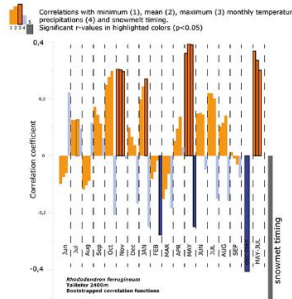 1 2 3 4
Correlations with minimum (1), mean (2), maximum (3) monthly temperature
precipitations (4) and snowmelt timing.
Significant r-values in highlighted colors (p<0.05)
0,4
0,2
0
-0,2
-0,4
Correlation coefficient
Jun
Jul
Aug
Sep
Oct
Nov
Dec
JAN
FEB
MAR
APR
MAY
JUN
JUL
AUG
SEP
MAY-JUL
snowmelt timing
Rhododendron ferrugineum
Taillefer 2400m
Bootstrapped correlation functions